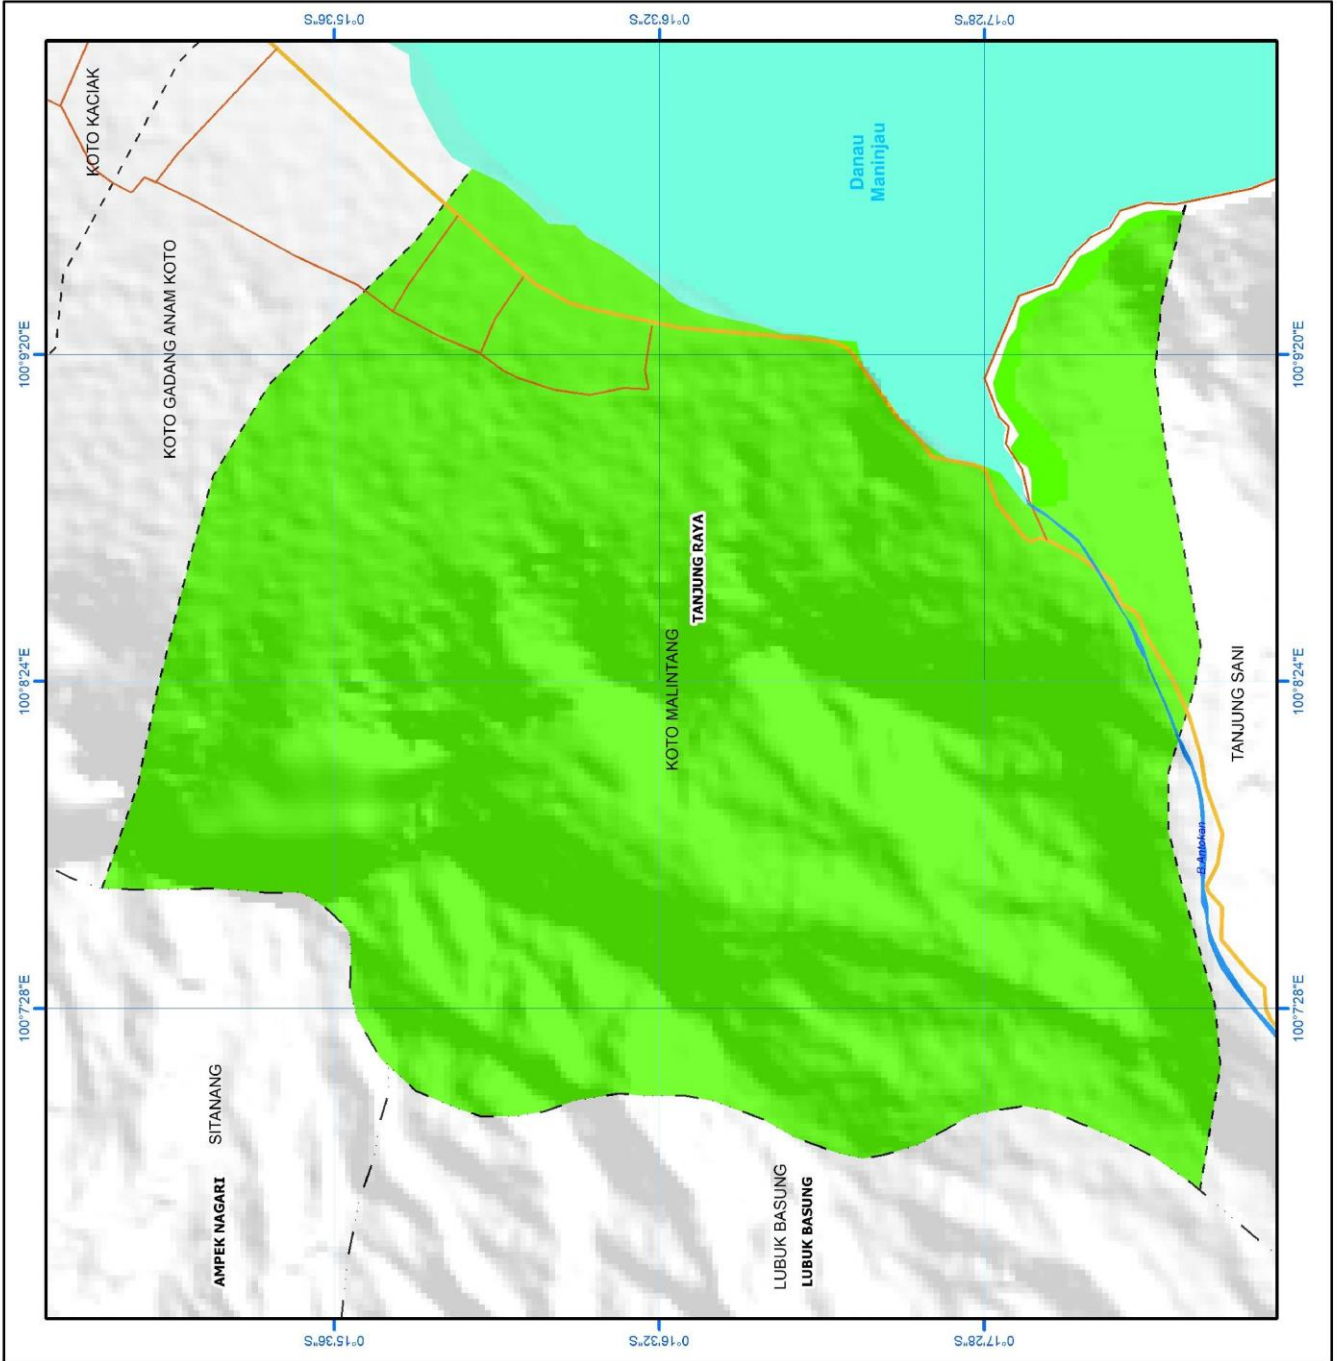 0°15'36"S
0°16'32"S
0°17'28"S
KOTO KACIAK
Danau
Maninjau
KOTO GADANG ANAM KOTO
100°9'20"E
100°9'20"E
TANJUNG RAYA
KOTO MALINTANG
100°8'24"E
100°8'24"E
TANJUNG SANI
B.Antokan
100°7'28"E
100°7'28"E
SITANANG
AMPEK NAGARI
LUBUK BASUNG
LUBUK BASUNG
0°15'36"S
0°16'32"S
0°17'28"S